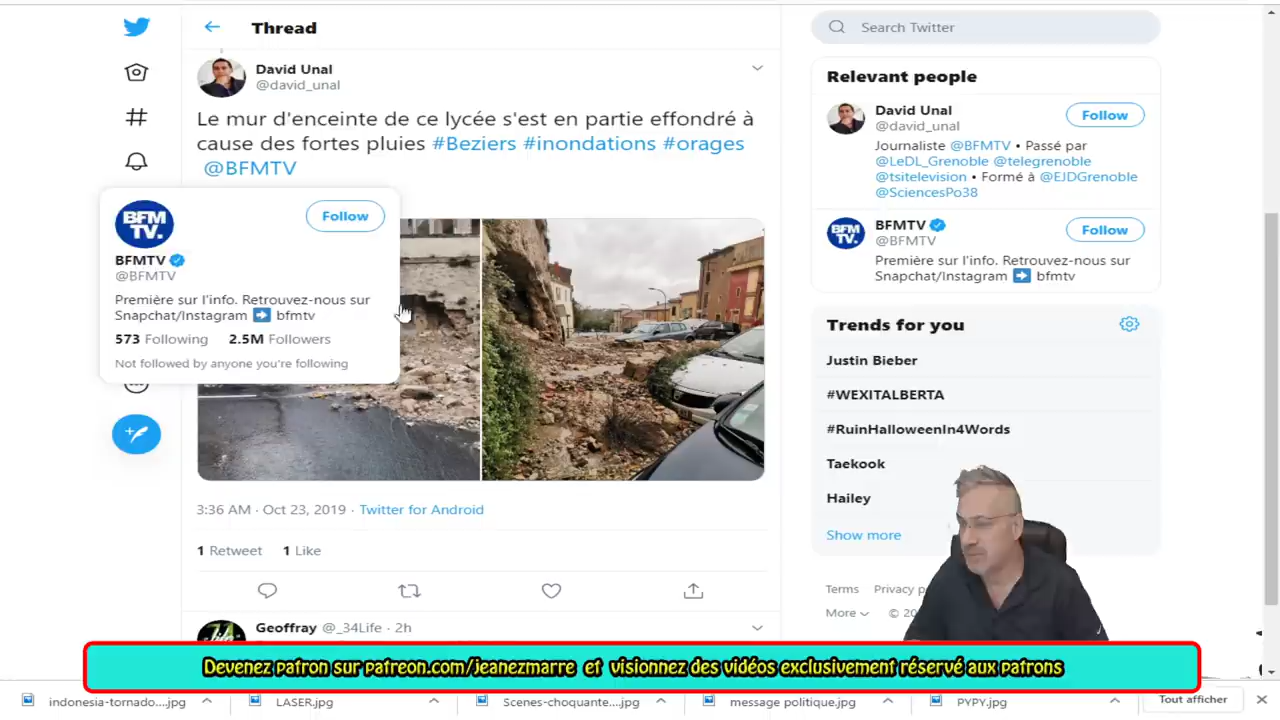 Thread
Search Twitter
David Unal
@david_unal
Le mur d'enceinte de ce lycée s'est en partie effondré à
cause des fortes pluies #Beziers #inondations #orages
@BFMTV
BFM
TV.
Follow
BFMTV
@BFMTV
Première sur l'info. Retrouvez-nous sur
Snapchat/Instagram ➡ bfmtv
573 Following 2.5M Followers
Not followed by anyone you're following
3:36 AM · Oct 23, 2019 · Twitter for Android
1 Retweet 1 Like
Geoffray @_34Life · 2h
Relevant people
David Unal
@david_unal
Follow
Journaliste @BFMTV • Passé par
@LeDL_Grenoble @telegrenoble
@tsitelevision • Formé à @EJDGrenoble
@SciencesPo38
BFM
TV.
BFMTV
@BFMTV
Follow
Première sur l'info. Retrouvez-nous sur
Snapchat/Instagram ➡ bfmtv
Trends for you
Justin Bieber
#WEXITALBERTA
#RuinHalloweenIn4Words
Taekook
Hailey
Show more
Terms Privacy
More ©
Devenez patron sur patreon.com/jeanezmarre et visionnez des vidéos exclusivement réservé aux patrons
indonesia-tornado....jpg LASER.jpg Scenes-choquante....jpg message politique.jpg PYPY.jpg Tout afficher